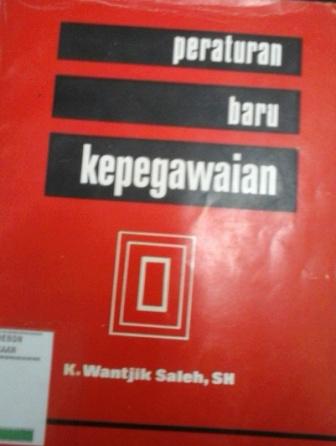 peraturan
baru
kepegawaian
K. Wantjik Saleh, SH